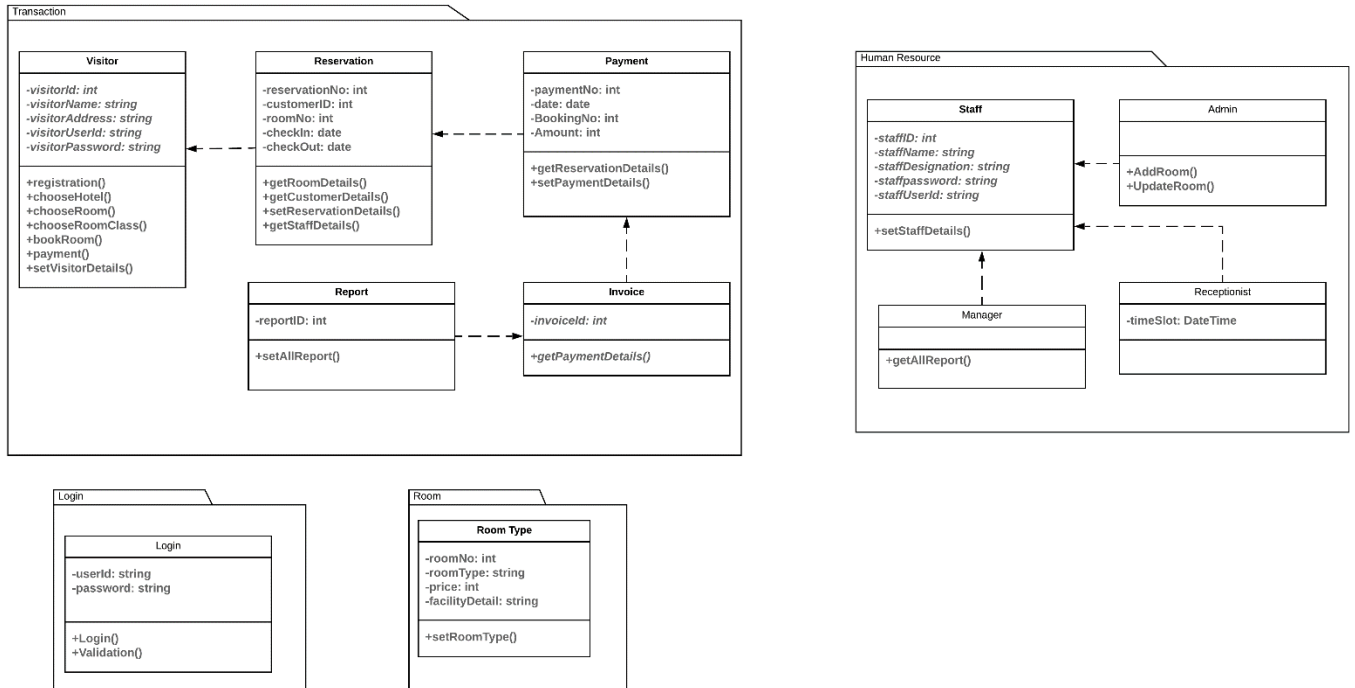 Transaction
Visitor
-visitorId: int
-visitorName: string
-visitorAddress: string
-visitorUserId: string
-visitorPassword: string
+registration()
+chooseHotel()
+chooseRoom()
+chooseRoomClass()
+bookRoom()
+payment()
+setVisitorDetails()
Reservation
-reservationNo: int
-customerID: int
-roomNo: int
-checkIn: date
-checkOut: date
+getRoomDetails()
+getCustomerDetails()
+setReservationDetails()
+getStaffDetails()
Payment
-paymentNo: int
-date: date
-BookingNo: int
-Amount: int
+getReservationDetails()
+setPaymentDetails()
Report
-reportID: int
+setAllReport()
Invoice
-invoiceId: int
+getPaymentDetails()
Human Resource
Staff
-staffID: int
-staffName: string
-staffDesignation: string
-staffpassword: string
-staffUserId: string
+setStaffDetails()
Admin
+AddRoom()
+UpdateRoom()
Manager
+getAllReport()
Receptionist
-timeSlot: DateTime
Login
Login
-userId: string
-password: string
+Login()
+Validation()
Room
Room Type
-roomNo: int
-roomType: string
-price: int
-facilityDetail: string
+setRoomType()